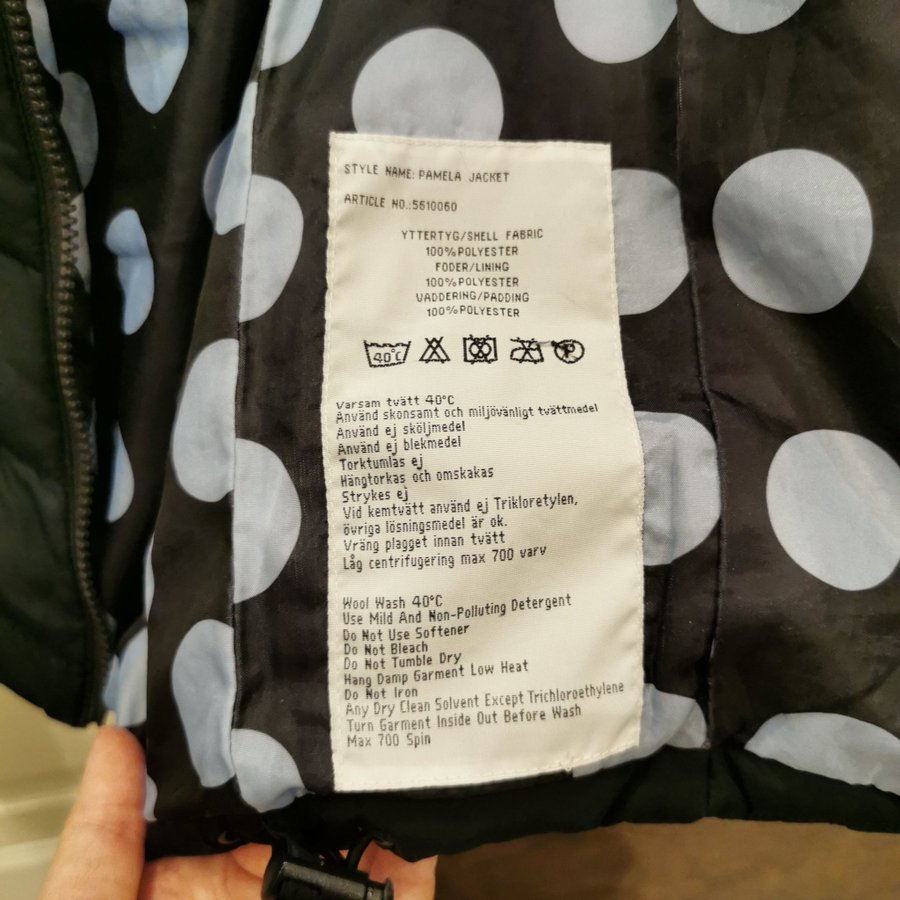 STYLE NAME: PAMELA JACKET
ARTICLE NO.:5610060
YTTERTYG/SHELL FABRIC
100%POLYESTER
FODER/LINING
100%POLYESTER
VADDERING/PADDING
100%POLYESTER
40°C P
Varsam tvätt 40°C
Använd skonsamt och miljövänligt tvättmedel
Använd ej sköljmedel
Använd ej blekmedel
Torktumlas ej
Hängtorkas och omskakas
Strykes ej
Vid kemtvätt använd ej Trikloretylen,
övriga lösningsmedel är ok.
Vräng plagget innan tvätt
Låg centrifugering max 700 varv
Wool Wash 40°C
Use Mild And Non-Polluting Detergent
Do Not Use Softener
Do Not Bleach
Do Not Tumble Dry
Hang Damp Garment Low Heat
Do Not Iron
Any Dry Clean Solvent Except Trichloroethylene
Turn Garment Inside Out Before Wash
Max 700 Spin